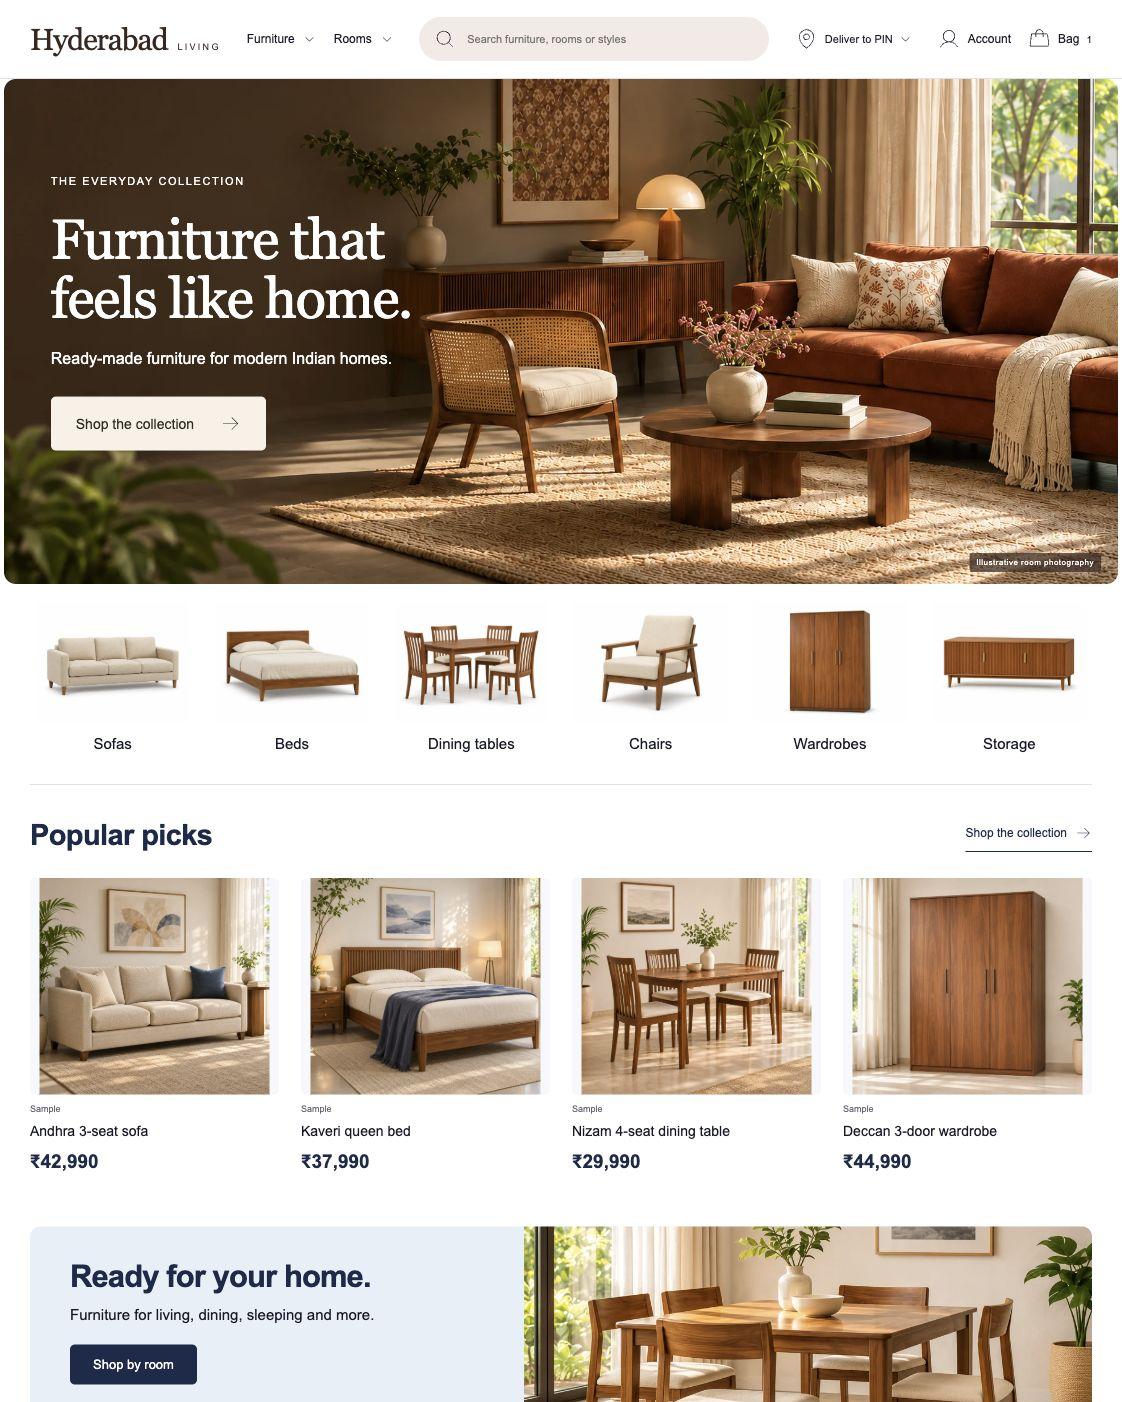 Hyderabad LIVING
Furniture
Rooms
Search furniture, rooms or styles
Deliver to PIN
Account
Bag 1
THE EVERYDAY COLLECTION
Furniture that
feels like home.
Ready-made furniture for modern Indian homes.
Shop the collection
Illustrative room photography
Sofas
Beds
Dining tables
Chairs
Wardrobes
Storage
Popular picks
Shop the collection
Sample
Andhra 3-seat sofa
₹42,990
Sample
Kaveri queen bed
₹37,990
Sample
Nizam 4-seat dining table
₹29,990
Sample
Deccan 3-door wardrobe
₹44,990
Ready for your home.
Furniture for living, dining, sleeping and more.
Shop by room